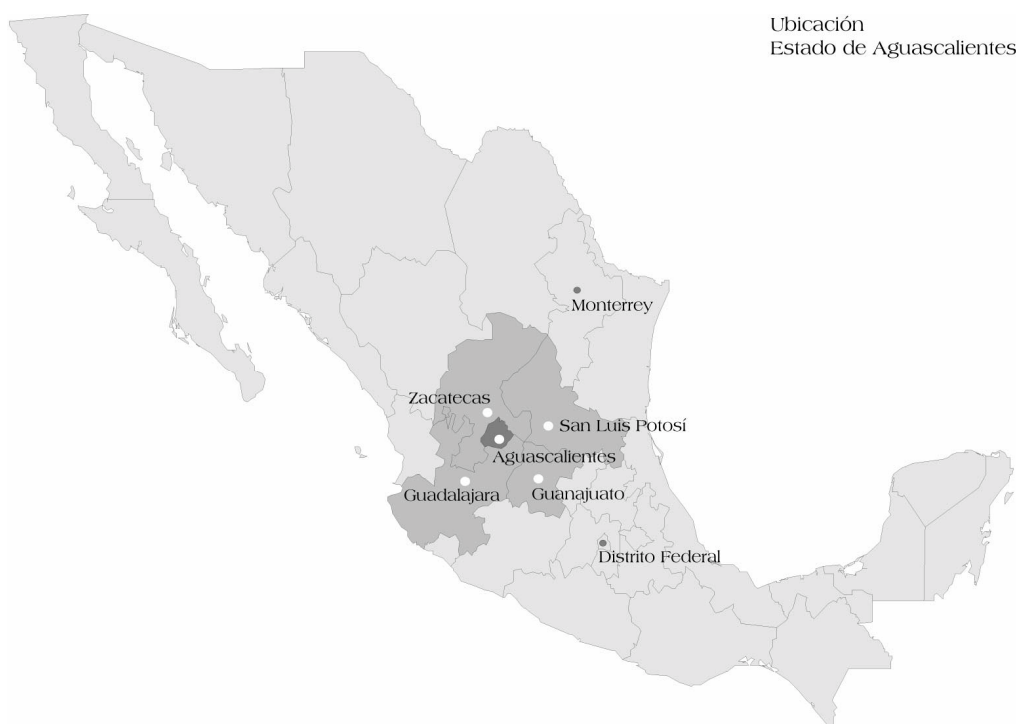 Ubicación
Estado de Aguascalientes
Monterrey
Zacatecas
San Luis Potosí
Aguascalientes
Guadalajara
Guanajuato
Distrito Federal